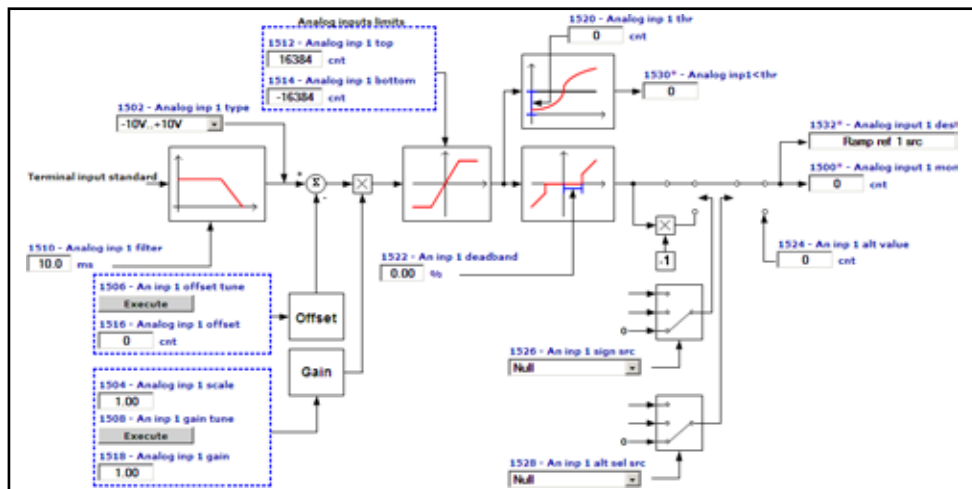 Analog inputs limits
1512 - Analog inp 1 top
16384 cnt
1514 - Analog inp 1 bottom
-16384 cnt
1520 - Analog inp 1 thr
0 cnt
1530* - Analog inp1<thr
0
1502 - Analog inp 1 type
-10V..+10V
1532* - Analog input 1 dest
Ramp ref 1 src
Terminal input standard
+
Σ
-
×
1500* - Analog input 1 mon
0
cnt
1510 - Analog inp 1 filter
10.0 ms
1522 - An inp 1 deadband
0.00 %
×
-1
1524 - An inp 1 alt value
0
cnt
1506 - An inp 1 offset tune
Execute
1516 - Analog inp 1 offset
0 cnt
Offset
0
1526 - An inp 1 sign src
Null
Gain
1504 - Analog inp 1 scale
1.00
1508 - An inp 1 gain tune
Execute
1518 - Analog inp 1 gain
1.00
0
1528 - An inp 1 alt sel src
Null